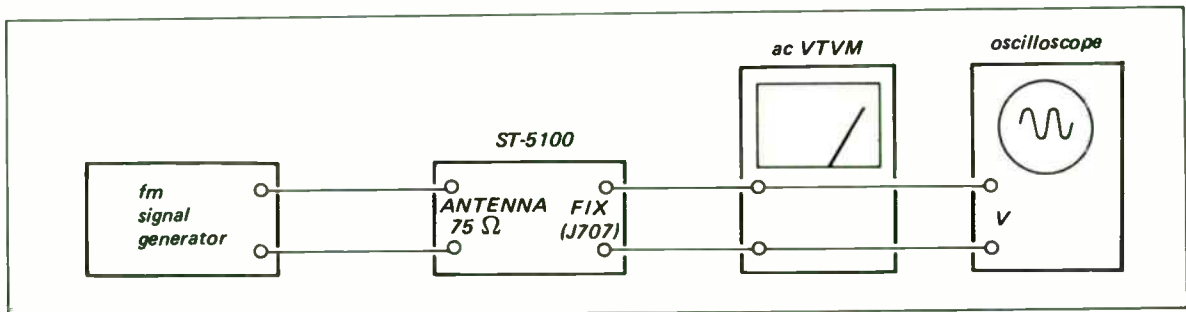 ac VTVM
oscilloscope
ST-5100
fm
signal
generator
ANTENNA
75 Ω
FIX
(J707)
V